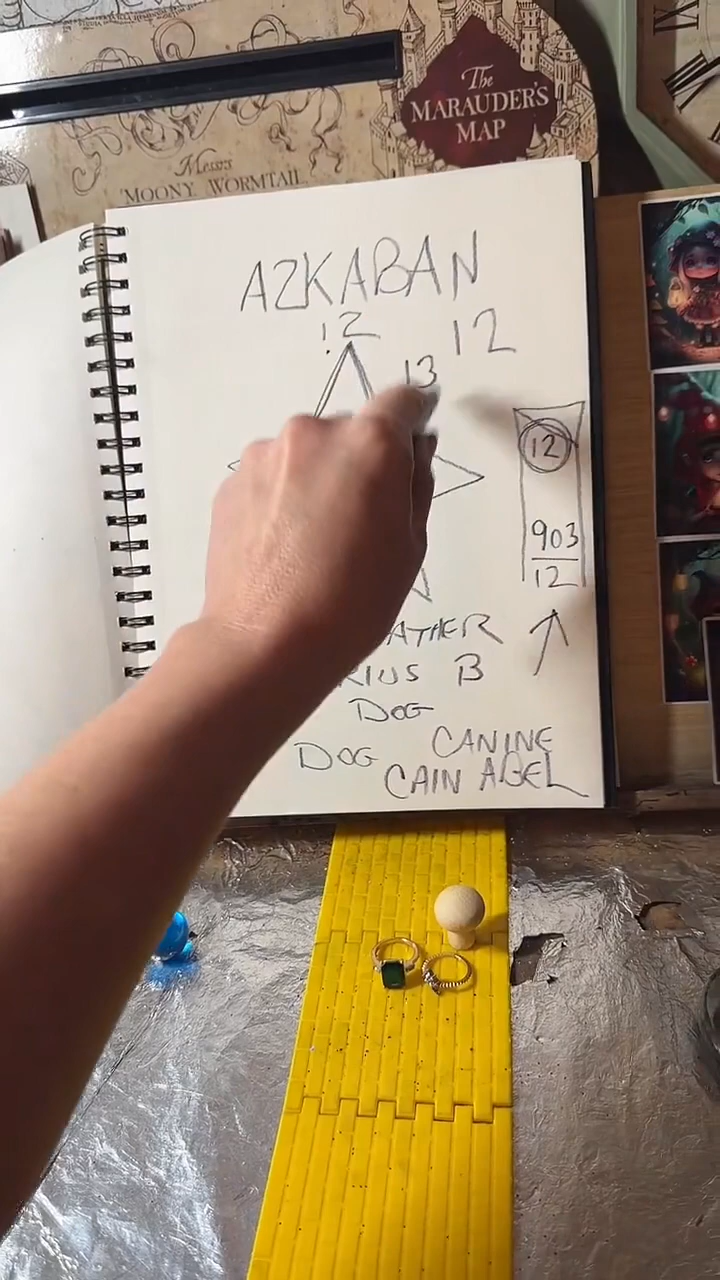 The
MARAUDER'S
MAP
Messrs
MOONY WORMTAIL
AZKABAN
12 12
13
12
903
12
ATHER
RIUS B
DOG
DOG CANINE
CAIN ABEL